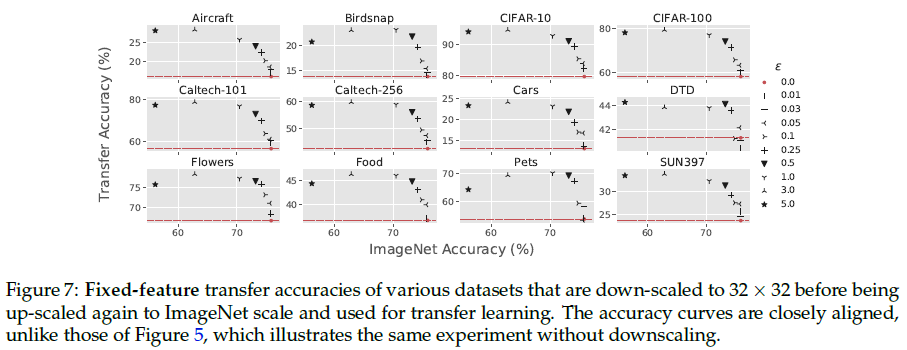 Aircraft Birdsnap CIFAR-10 CIFAR-100
25 20
20 15
90 80
80 60
Caltech-101 Caltech-256 Cars DTD
80 60
60 50
25 20 15
44 42
Flowers Food Pets SUN397
75 70
45 40
70 60
30 25
60 70 60 70 60 70 60 70
Transfer Accuracy (%)
ImageNet Accuracy (%)
ε
0.0
0.01
0.03
0.05
0.1
0.25
0.5
1.0
3.0
5.0
Figure 7: Fixed-feature transfer accuracies of various datasets that are down-scaled to 32 × 32 before being
up-scaled again to ImageNet scale and used for transfer learning. The accuracy curves are closely aligned,
unlike those of Figure 5, which illustrates the same experiment without downscaling.